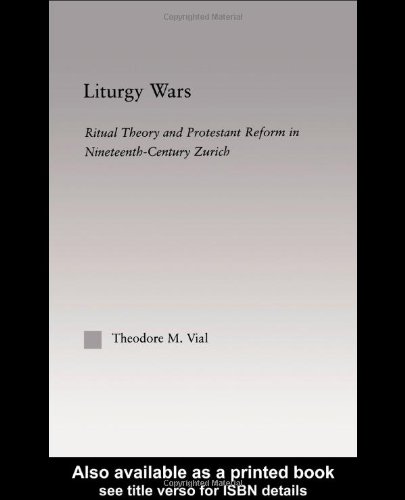 Copyrighted Material
Liturgy Wars
Ritual Theory and Protestant Reform in
Nineteenth-Century Zurich
Theodore M. Vial
Copyrighted Material
Also available as a printed book
see title verso for ISBN details